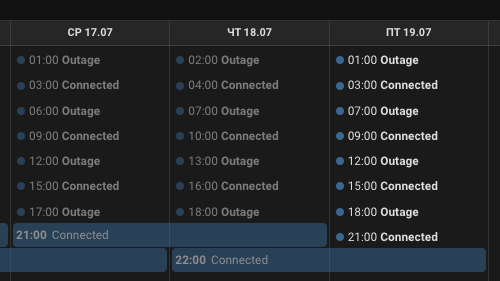 СР 17.07
01:00 Outage
03:00 Connected
06:00 Outage
09:00 Connected
12:00 Outage
15:00 Connected
17:00 Outage
21:00 Connected
ЧТ 18.07
02:00 Outage
04:00 Connected
07:00 Outage
10:00 Connected
13:00 Outage
16:00 Connected
18:00 Outage
22:00 Connected
ПТ 19.07
01:00 Outage
03:00 Connected
07:00 Outage
09:00 Connected
12:00 Outage
15:00 Connected
18:00 Outage
21:00 Connected